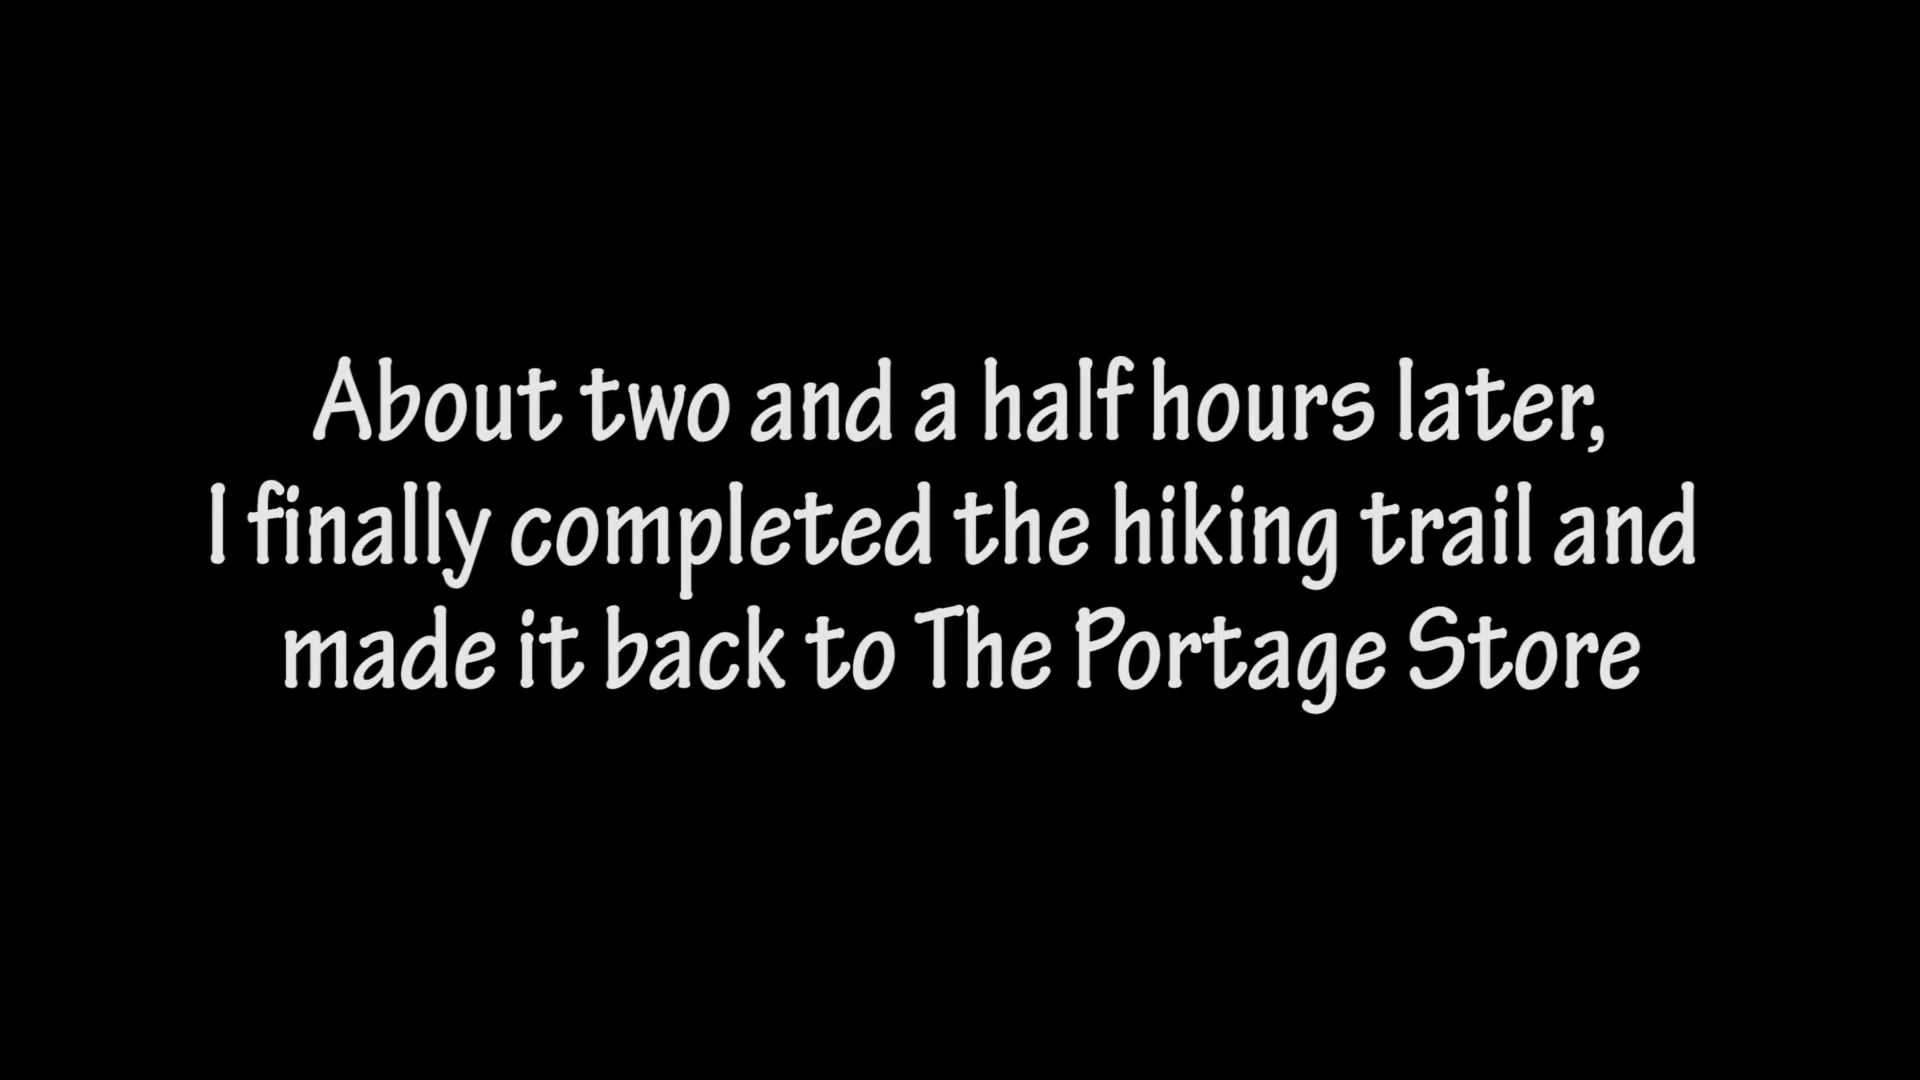 About two and a half hours later,
I finally completed the hiking trail and
made it back to The Portage Store